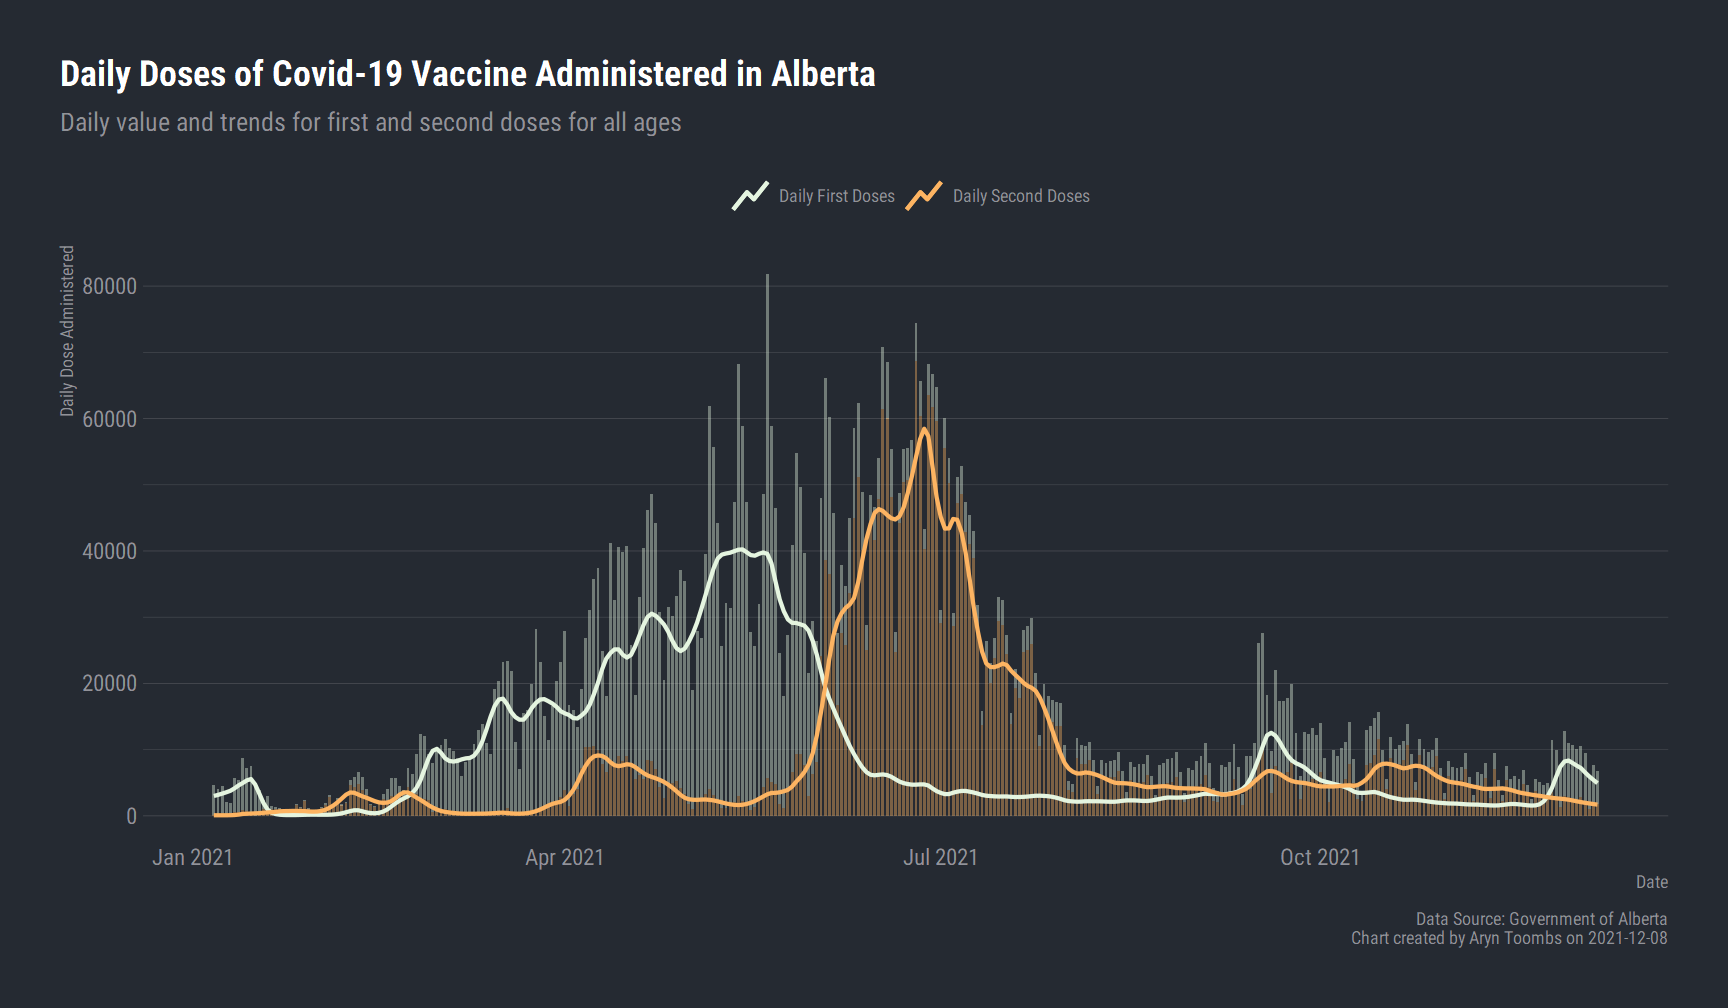 Daily Doses of Covid-19 Vaccine Administered in Alberta
Daily value and trends for first and second doses for all ages
Daily First Doses
Daily Second Doses
Daily Dose Administered
80000
60000
40000
20000
0
Jan 2021
Apr 2021
Jul 2021
Oct 2021
Date
Data Source: Government of Alberta
Chart created by Aryn Toombs on 2021-12-08